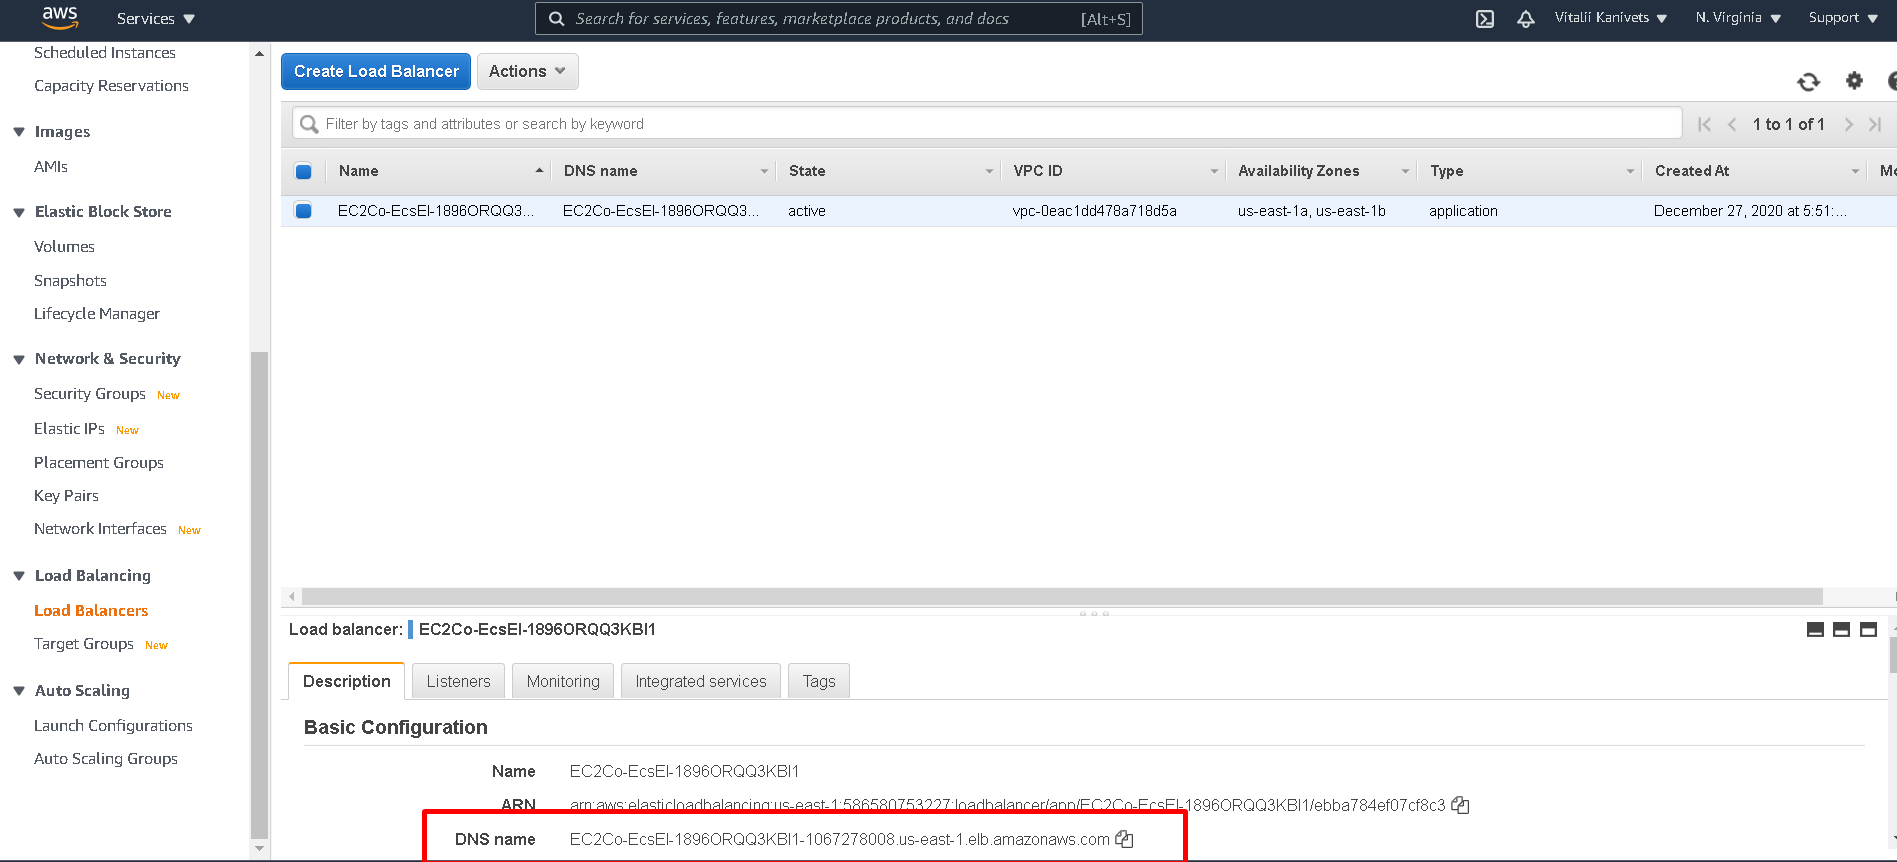 aws Services Search for services, features, marketplace products, and docs [Alt+S] Vitalii Kanivets N. Virginia Support
Scheduled Instances
Capacity Reservations
Images
AMIs
Elastic Block Store
Volumes
Snapshots
Lifecycle Manager
Network & Security
Security Groups New
Elastic IPs New
Placement Groups
Key Pairs
Network Interfaces New
Load Balancing
Load Balancers
Target Groups New
Auto Scaling
Launch Configurations
Auto Scaling Groups
Create Load Balancer Actions
Filter by tags and attributes or search by keyword 1 to 1 of 1
Name DNS name State VPC ID Availability Zones Type Created At
EC2Co-EcsEl-1896ORQQ3... EC2Co-EcsEl-1896ORQQ3... active vpc-0eac1dd478a718d5a us-east-1a, us-east-1b application December 27, 2020 at 5:51:...
Load balancer: EC2Co-EcsEl-1896ORQQ3KBI1
Description Listeners Monitoring Integrated services Tags
Basic Configuration
Name EC2Co-EcsEl-1896ORQQ3KBI1
ARN arn:aws:elasticloadbalancing:us-east-1:586580753227:loadbalancer/app/EC2Co-EcsEl-1896ORQQ3KBI1/ebba784ef07cf8c3
DNS name EC2Co-EcsEl-1896ORQQ3KBI1-1067278008.us-east-1.elb.amazonaws.com